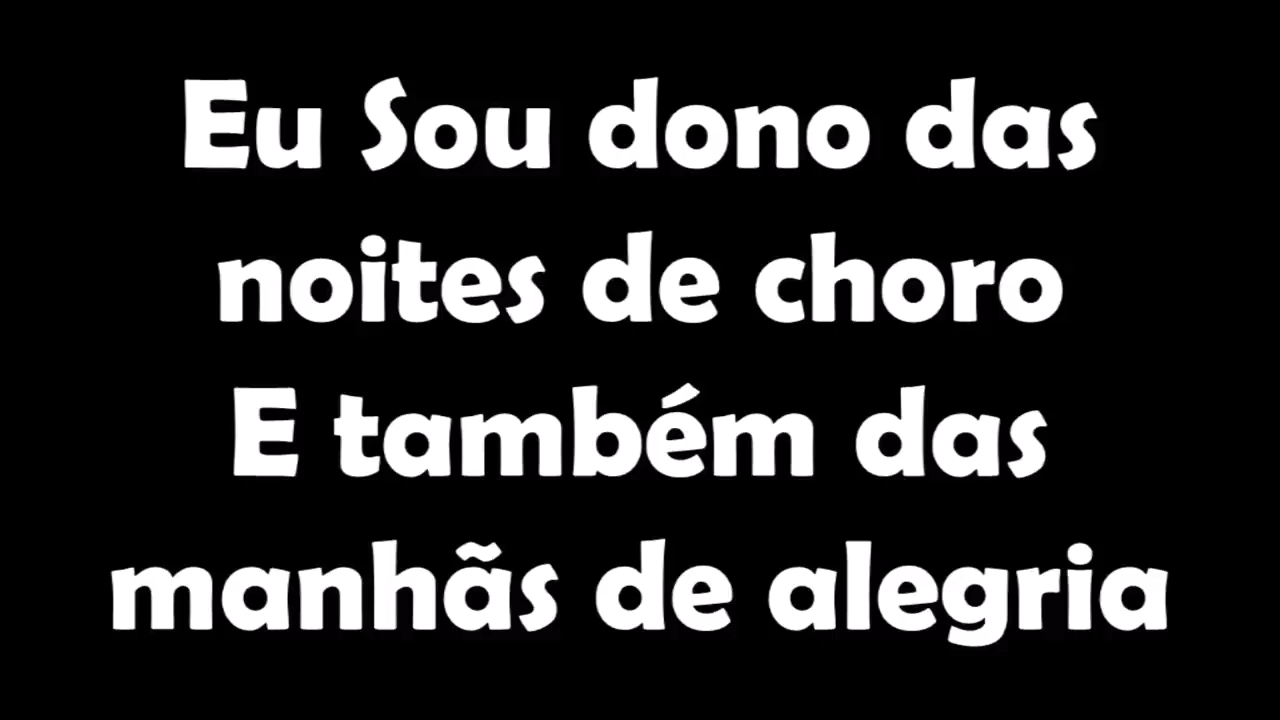 Eu Sou dono das
noites de choro
E também das
manhãs de alegria